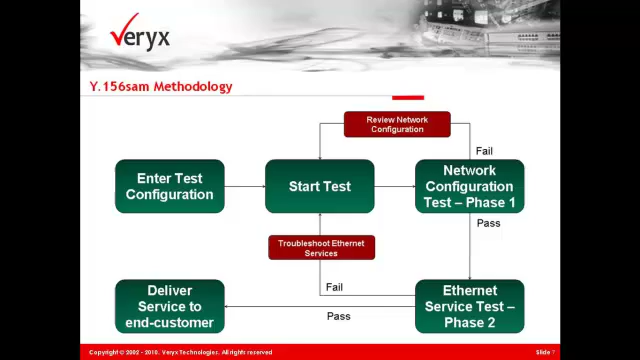 Veryx
Y.156sam Methodology
Review Network
Configuration
Fail
Enter Test
Configuration
Start Test
Network
Configuration
Test – Phase 1
Pass
Troubleshoot Ethernet
Services
Fail
Deliver
Service to
end-customer
Pass
Ethernet
Service Test –
Phase 2
Copyright © 2002 - 2010. Veryx Technologies. All rights reserved
Slide 7